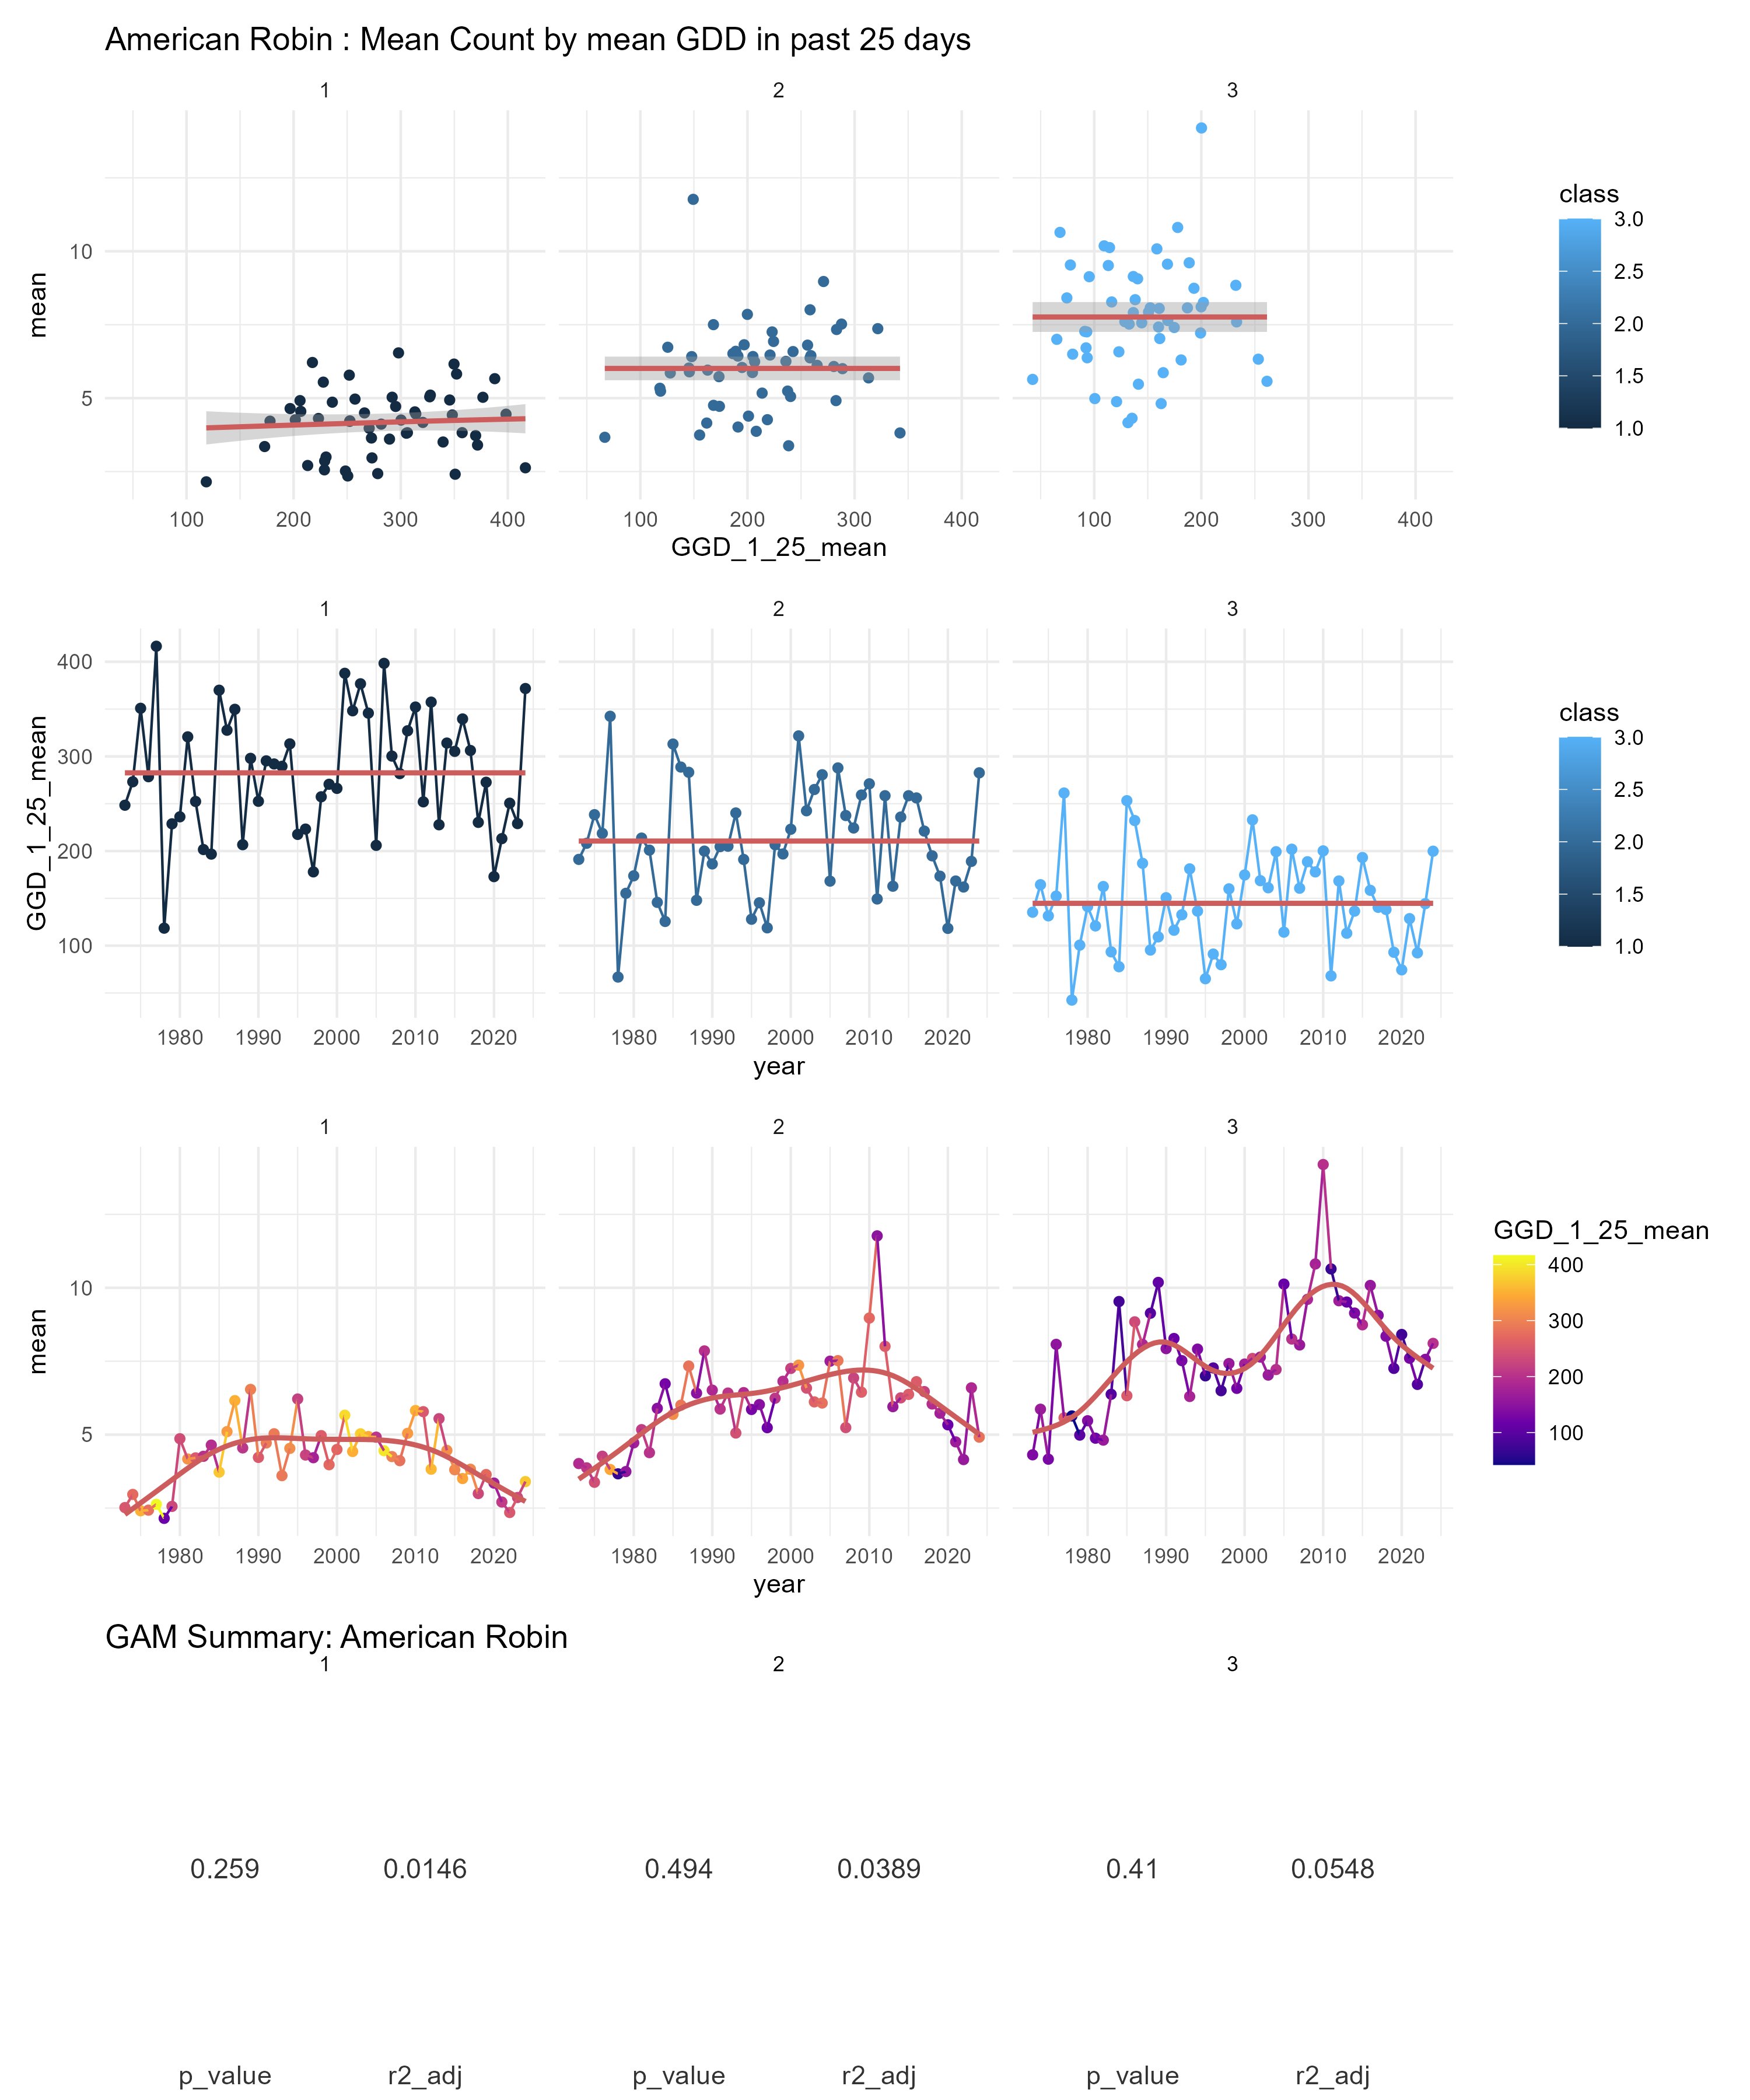 American Robin : Mean Count by mean GDD in past 25 days
1 2 3
mean
10
5
100 200 300 400 100 200 300 400 100 200 300 400
GGD_1_25_mean
class
3.0
2.5
2.0
1.5
1.0
1 2 3
GGD_1_25_mean
400
300
200
100
1980 1990 2000 2010 2020 1980 1990 2000 2010 2020 1980 1990 2000 2010 2020
year
class
3.0
2.5
2.0
1.5
1.0
1 2 3
mean
10
5
1980 1990 2000 2010 2020 1980 1990 2000 2010 2020 1980 1990 2000 2010 2020
year
GGD_1_25_mean
400
300
200
100
GAM Summary: American Robin
1 2 3
0.259 0.0146 0.494 0.0389 0.41 0.0548
p_value r2_adj p_value r2_adj p_value r2_adj